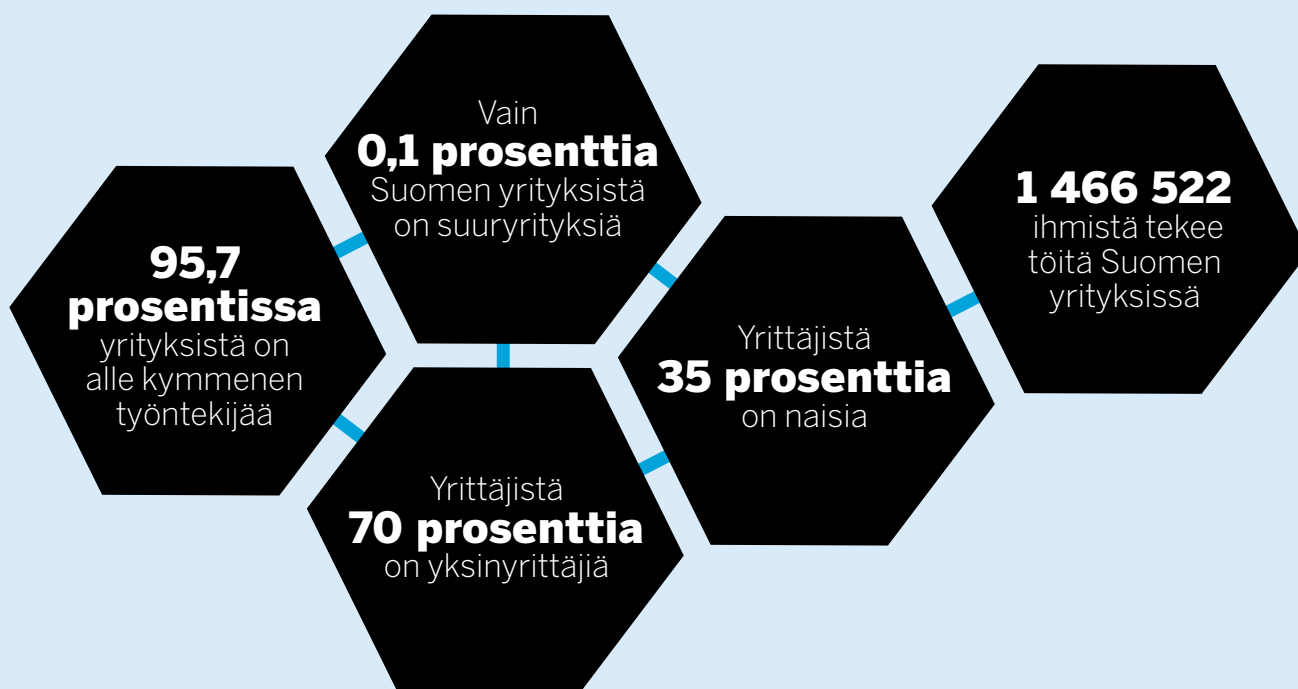 Vain
0,1 prosenttia
Suomen yrityksistä
on suuryrityksiä
1 466 522
ihmistä tekee
töitä Suomen
yrityksissä
95,7
prosentissa
yrityksistä on
alle kymmenen
työntekijää
Yrittäjistä
35 prosenttia
on naisia
Yrittäjistä
70 prosenttia
on yksinyrittäjiä